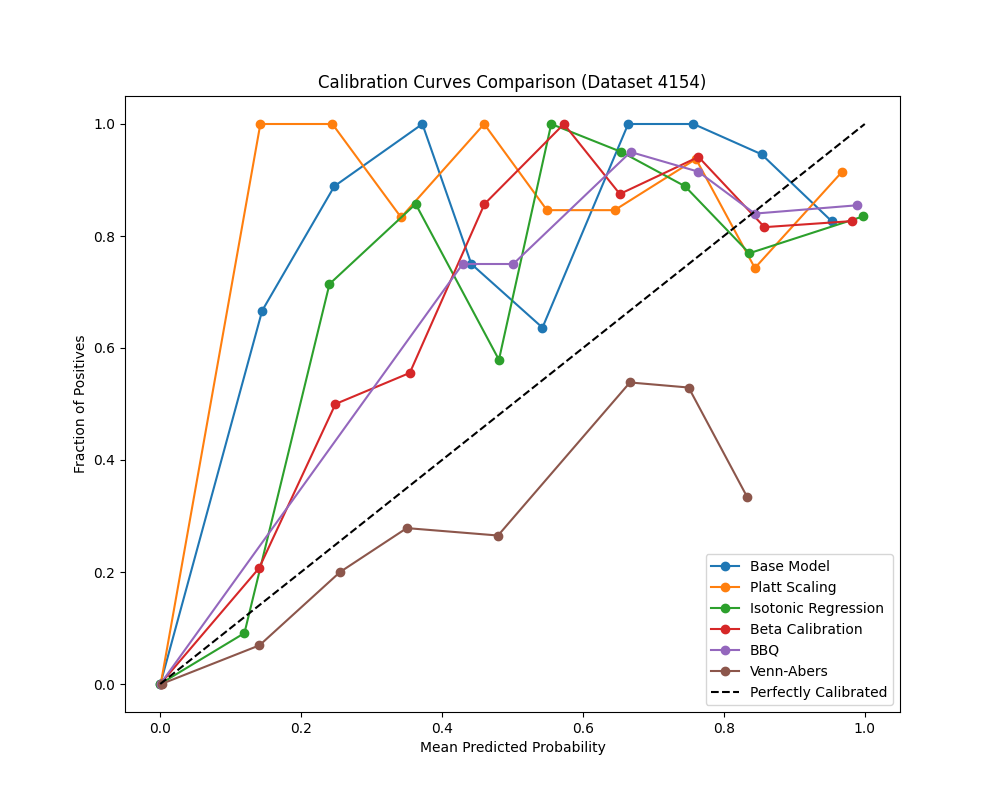 Calibration Curves Comparison (Dataset 4154)
Fraction of Positives
1.0
0.8
0.6
0.4
0.2
0.0
0.0 0.2 0.4 0.6 0.8 1.0
Mean Predicted Probability
Base Model
Platt Scaling
Isotonic Regression
Beta Calibration
BBQ
Venn-Abers
Perfectly Calibrated